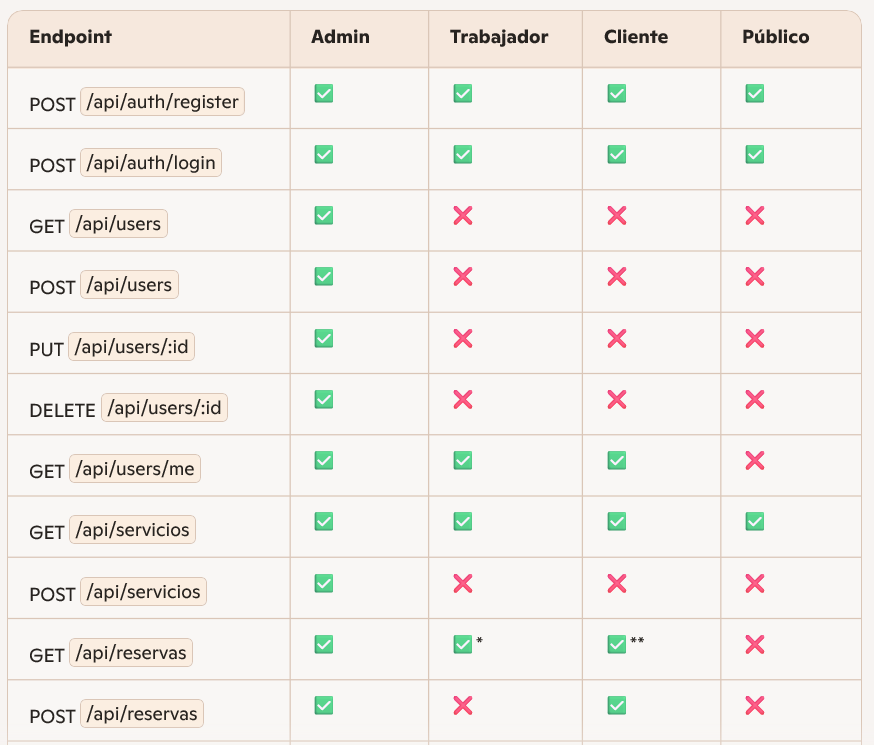 Endpoint Admin Trabajador Cliente Público
POST /api/auth/register ✅ ✅ ✅ ✅
POST /api/auth/login ✅ ✅ ✅ ✅
GET /api/users ✅ ❌ ❌ ❌
POST /api/users ✅ ❌ ❌ ❌
PUT /api/users/:id ✅ ❌ ❌ ❌
DELETE /api/users/:id ✅ ❌ ❌ ❌
GET /api/users/me ✅ ✅ ✅ ❌
GET /api/servicios ✅ ✅ ✅ ✅
POST /api/servicios ✅ ❌ ❌ ❌
GET /api/reservas ✅ ✅ * ✅ ** ❌
POST /api/reservas ✅ ❌ ✅ ❌